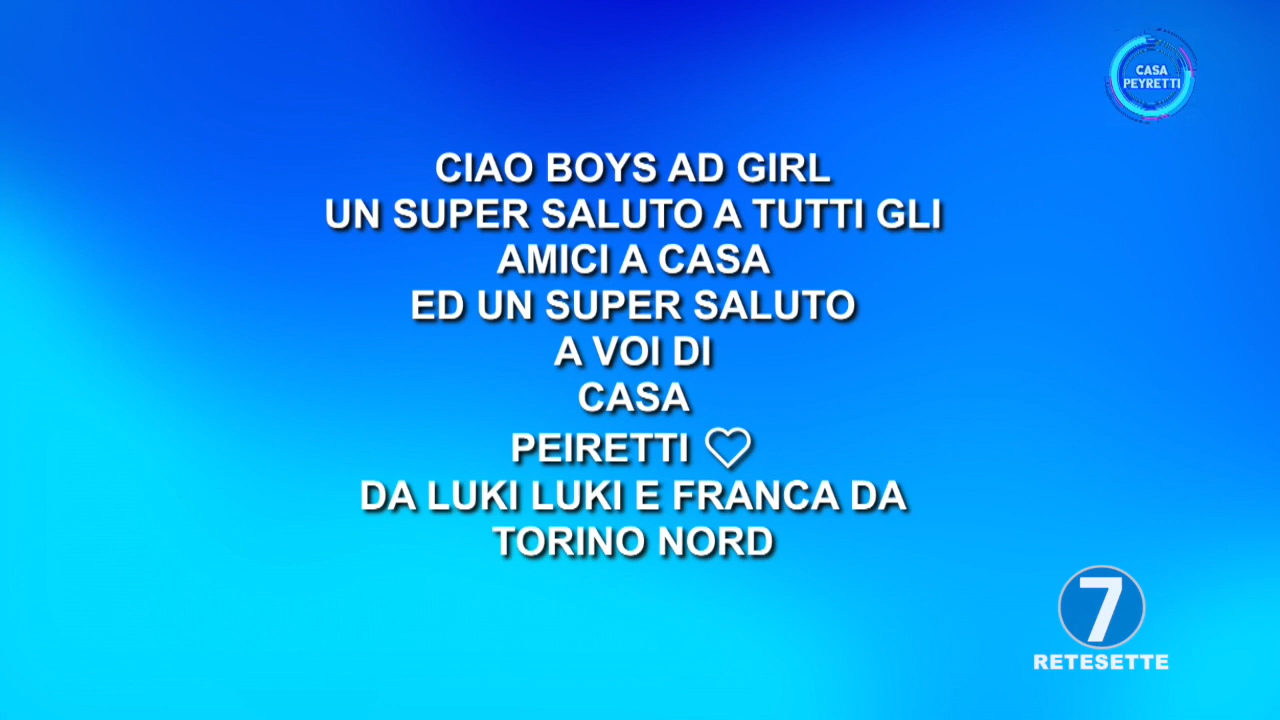 CASA
PEYRETTI
CIAO BOYS AD GIRL
UN SUPER SALUTO A TUTTI GLI
AMICI A CASA
ED UN SUPER SALUTO
A VOI DI
CASA
PEIRETTI ♡
DA LUKI LUKI E FRANCA DA
TORINO NORD
7
RETESETTE